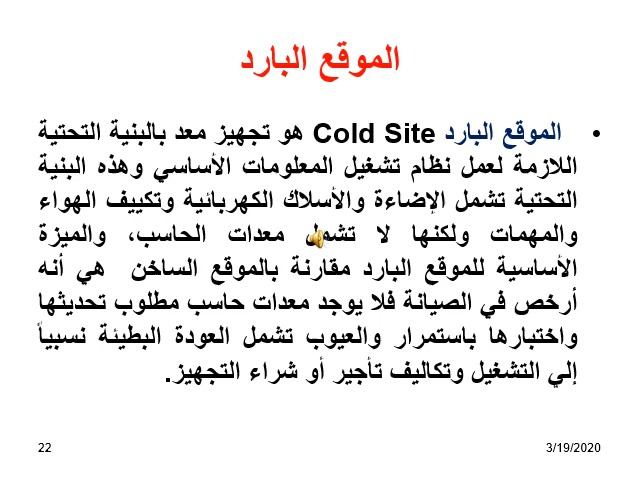 الموقع البارد
• الموقع البارد Cold Site هو تجهيز معد بالبنية التحتية
اللازمة لعمل نظام تشغيل المعلومات الأساسي وهذه البنية
التحتية تشمل الإضاءة والأسلاك الكهربائية وتكييف الهواء
والمهمات ولكنها لا تشمل معدات الحاسب، والميزة
الأساسية للموقع البارد مقارنة بالموقع الساخن هي أنه
أرخص في الصيانة فلا يوجد معدات حاسب مطلوب تحديثها
واختبارها باستمرار والعيوب تشمل العودة البطيئة نسبياً
إلي التشغيل وتكاليف تأجير أو شراء التجهيز.
22
3/19/2020